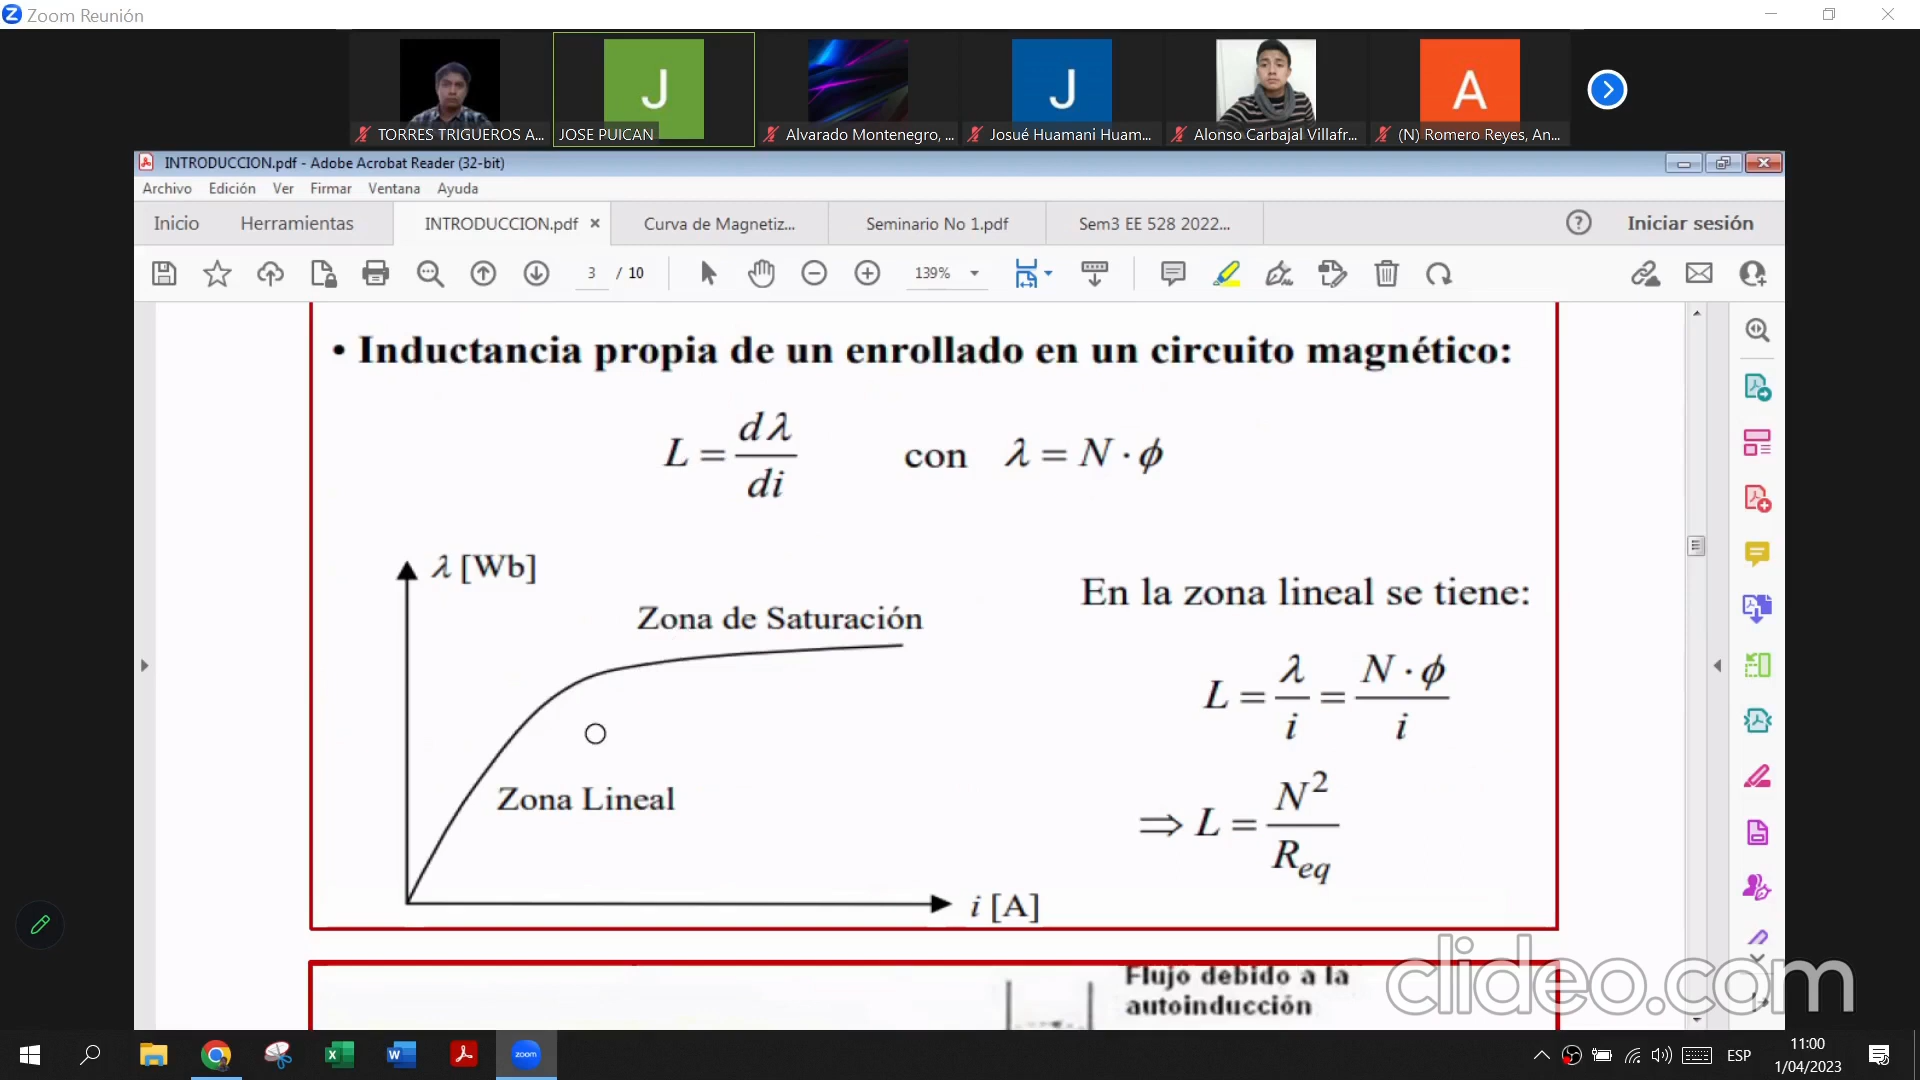 Zoom Reunión
J
J
A
TORRES TRIGUEROS A...
JOSE PUICAN
Alvarado Montenegro, ...
Josué Huamani Huam...
Alonso Carbajal Villafr...
(N) Romero Reyes, An...
INTRODUCCION.pdf - Adobe Acrobat Reader (32-bit)
Archivo Edición Ver Firmar Ventana Ayuda
Inicio Herramientas INTRODUCCION.pdf × Curva de Magnetiz... Seminario No 1.pdf Sem3 EE 528 2022... Iniciar sesión
3 / 10 139%
• Inductancia propia de un enrollado en un circuito magnético:
L = dλ/di con λ = N · ϕ
λ [Wb]
En la zona lineal se tiene:
Zona de Saturación
L = λ/i = N · ϕ/i
Zona Lineal
⇒ L = N²/R_eq
i [A]
Flujo debido a la
autoinducción
clideo.com
zoom
ESP
11:00
1/04/2023